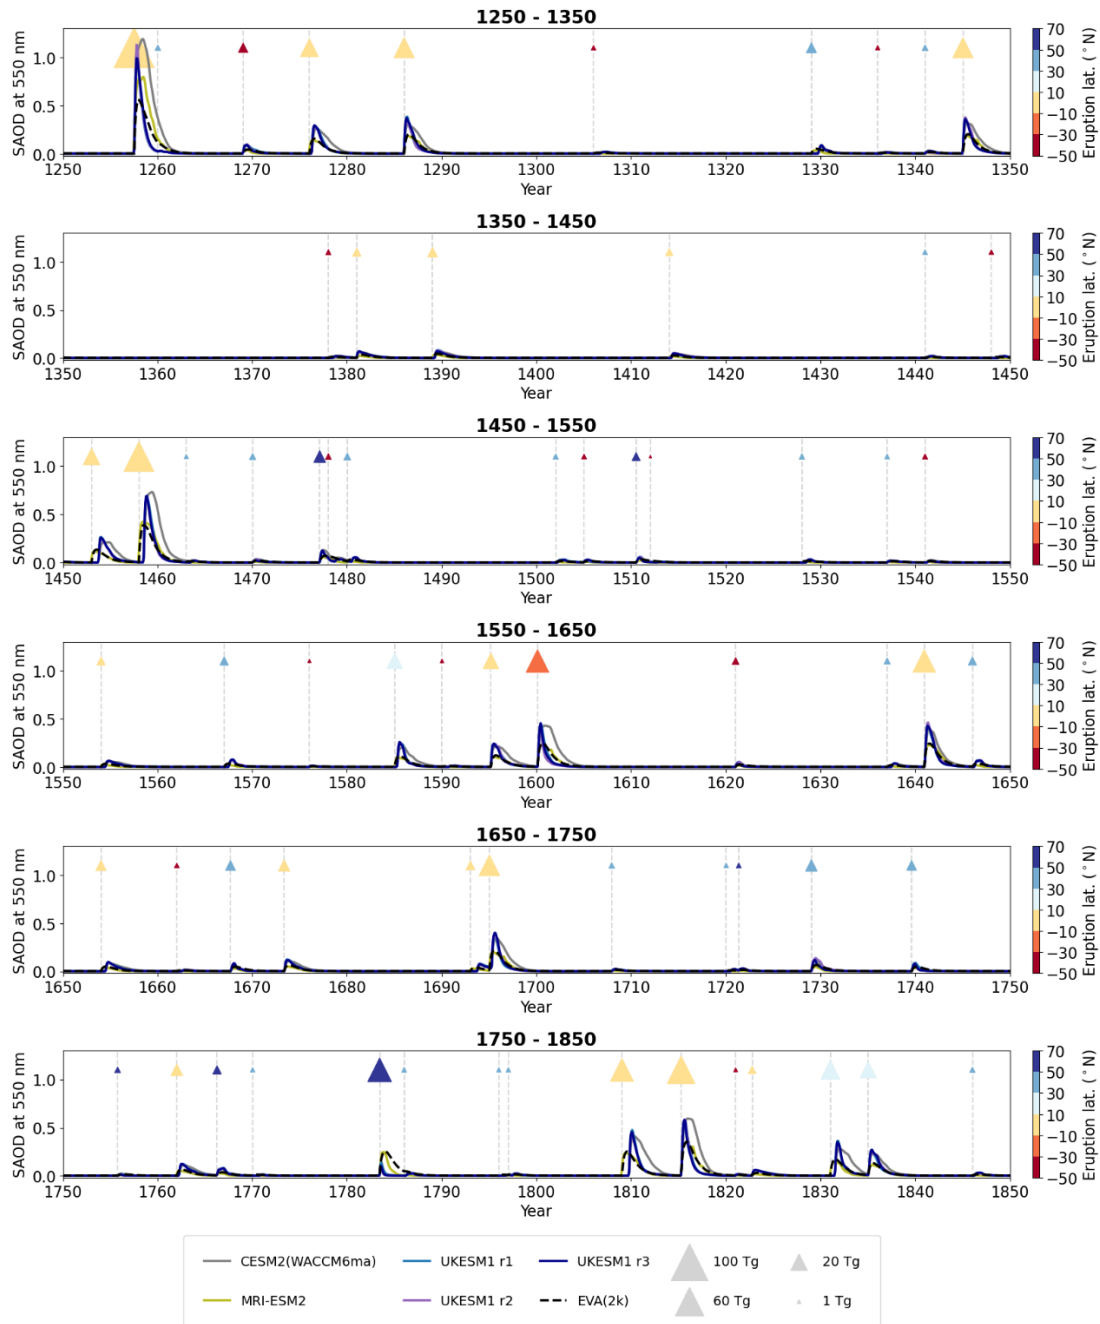 1250 - 1350
SAOD at 550 nm
1.0
0.5
0.0
1250 1260 1270 1280 1290 1300 1310 1320 1330 1340 1350
Year
70
50
30
10
−10
−30
−50
Eruption lat. (°N)
1350 - 1450
SAOD at 550 nm
1.0
0.5
0.0
1350 1360 1370 1380 1390 1400 1410 1420 1430 1440 1450
Year
70
50
30
10
−10
−30
−50
Eruption lat. (°N)
1450 - 1550
SAOD at 550 nm
1.0
0.5
0.0
1450 1460 1470 1480 1490 1500 1510 1520 1530 1540 1550
Year
70
50
30
10
−10
−30
−50
Eruption lat. (°N)
1550 - 1650
SAOD at 550 nm
1.0
0.5
0.0
1550 1560 1570 1580 1590 1600 1610 1620 1630 1640 1650
Year
70
50
30
10
−10
−30
−50
Eruption lat. (°N)
1650 - 1750
SAOD at 550 nm
1.0
0.5
0.0
1650 1660 1670 1680 1690 1700 1710 1720 1730 1740 1750
Year
70
50
30
10
−10
−30
−50
Eruption lat. (°N)
1750 - 1850
SAOD at 550 nm
1.0
0.5
0.0
1750 1760 1770 1780 1790 1800 1810 1820 1830 1840 1850
Year
70
50
30
10
−10
−30
−50
Eruption lat. (°N)
CESM2(WACCM6ma) UKESM1 r1 UKESM1 r3 100 Tg 20 Tg
MRI-ESM2 UKESM1 r2 EVA(2k) 60 Tg 1 Tg